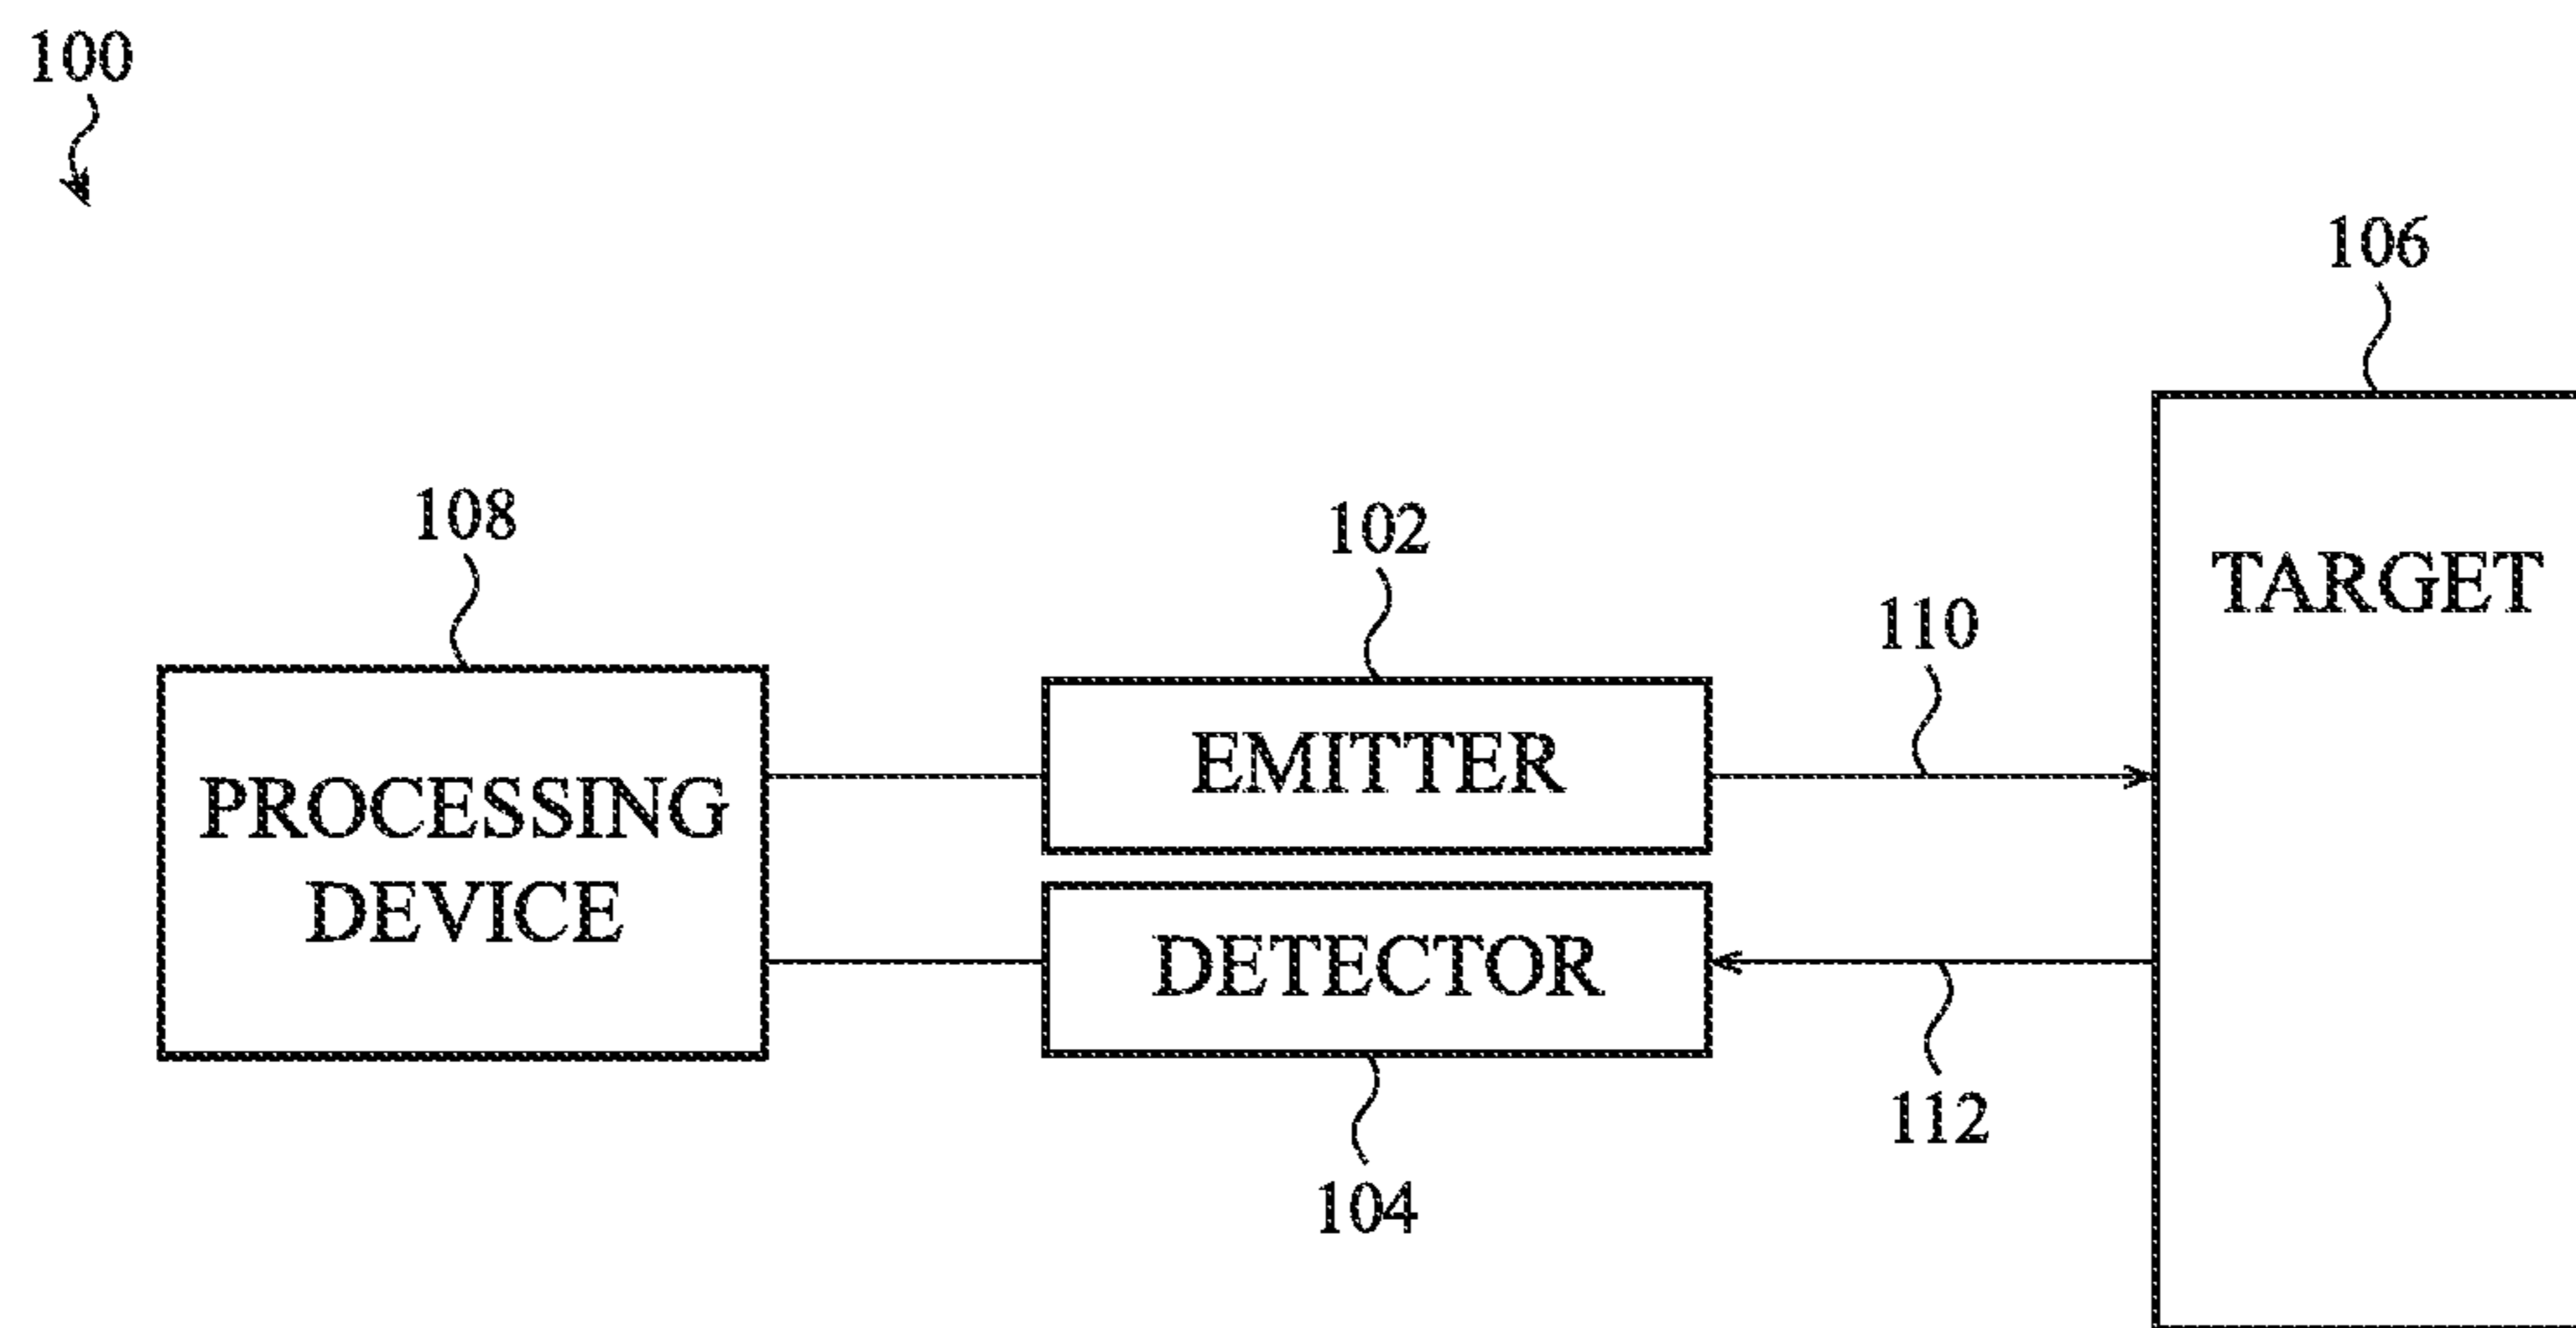 100
106
108
102
TARGET
110
EMITTER
PROCESSING
DEVICE
DETECTOR
112
104